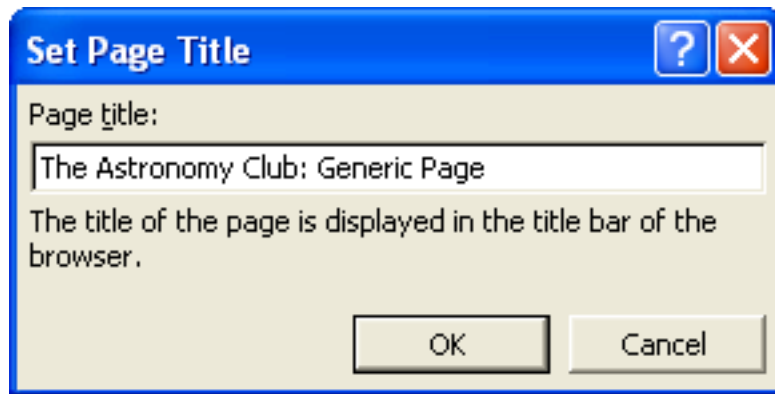 Set Page Title
?
Page title:
The Astronomy Club: Generic Page
The title of the page is displayed in the title bar of the
browser.
OK Cancel